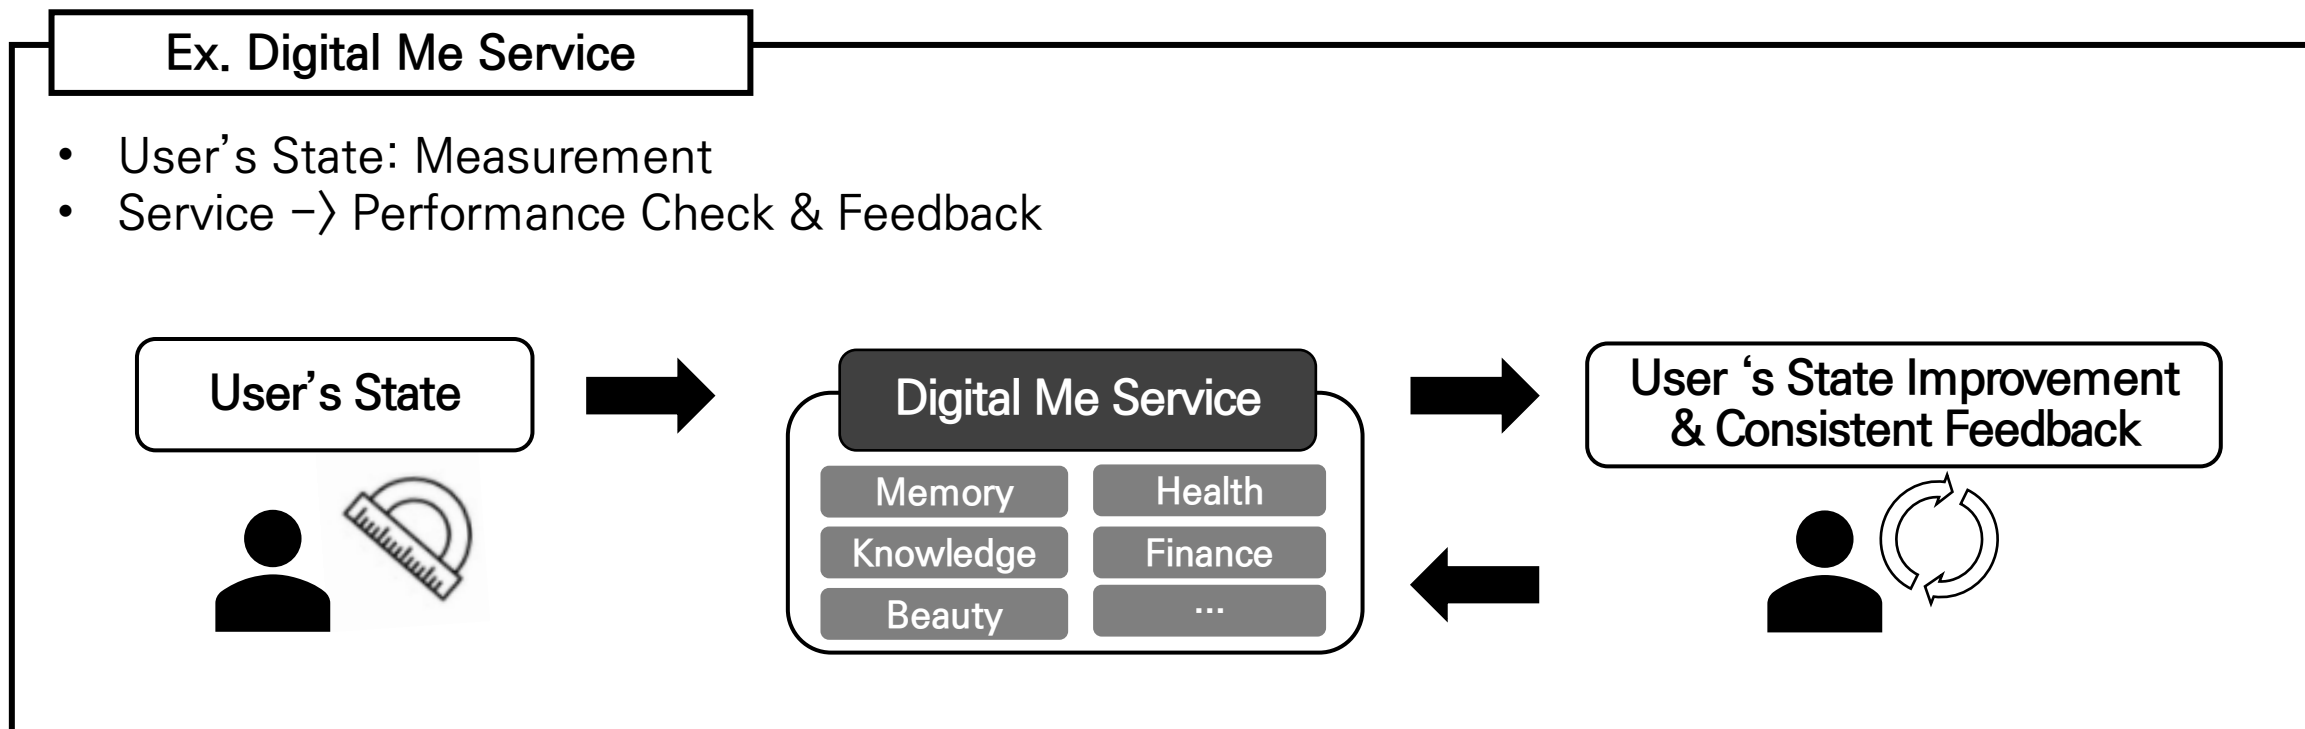 Ex. Digital Me Service
• User’s State: Measurement
• Service -〉 Performance Check & Feedback
User’s State
Digital Me Service
Memory
Health
Knowledge
Finance
Beauty
...
User ‘s State Improvement
& Consistent Feedback